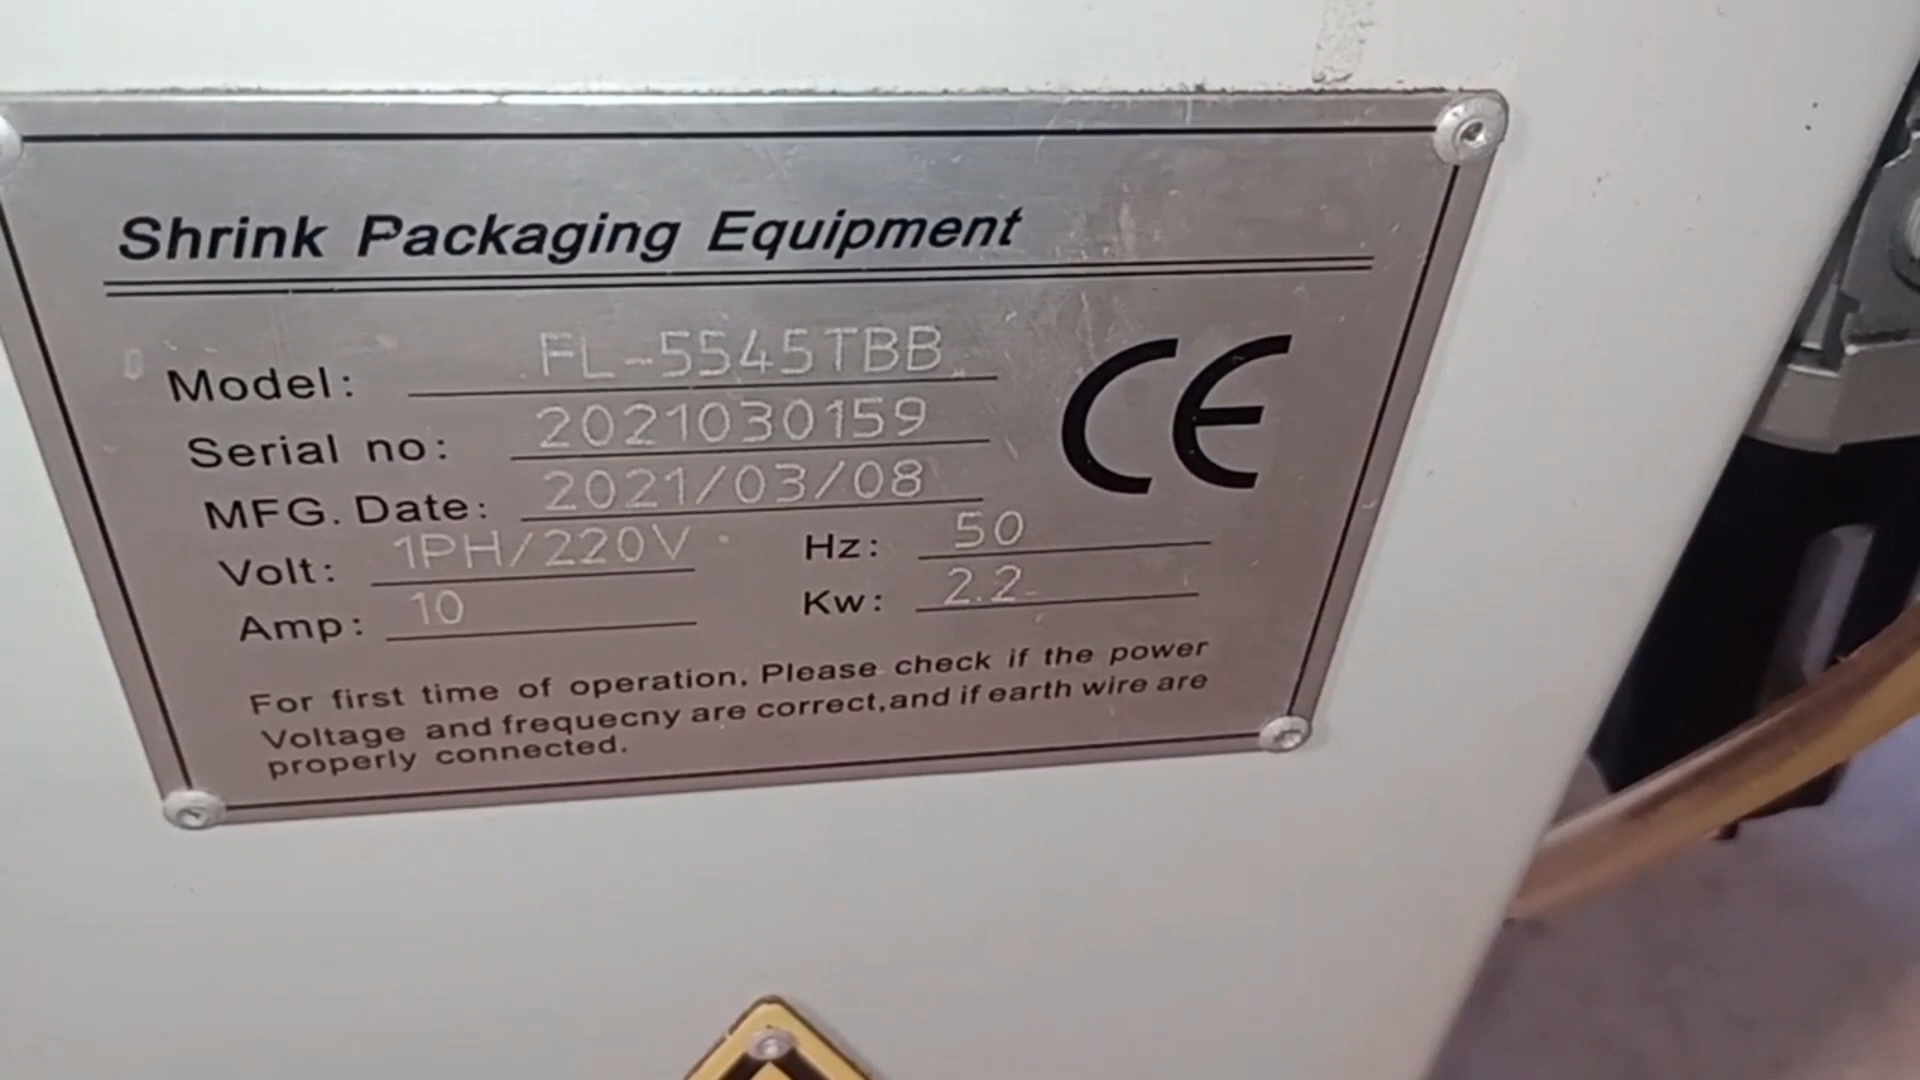 Shrink Packaging Equipment
Model: FL-5545TBB
Serial no: 2021030159
MFG. Date: 2021/03/08
Volt: 1PH/220V Hz: 50
Amp: 10 Kw: 2.2
CE
For first time of operation, Please check if the power
Voltage and frequecny are correct,and if earth wire are
properly connected.